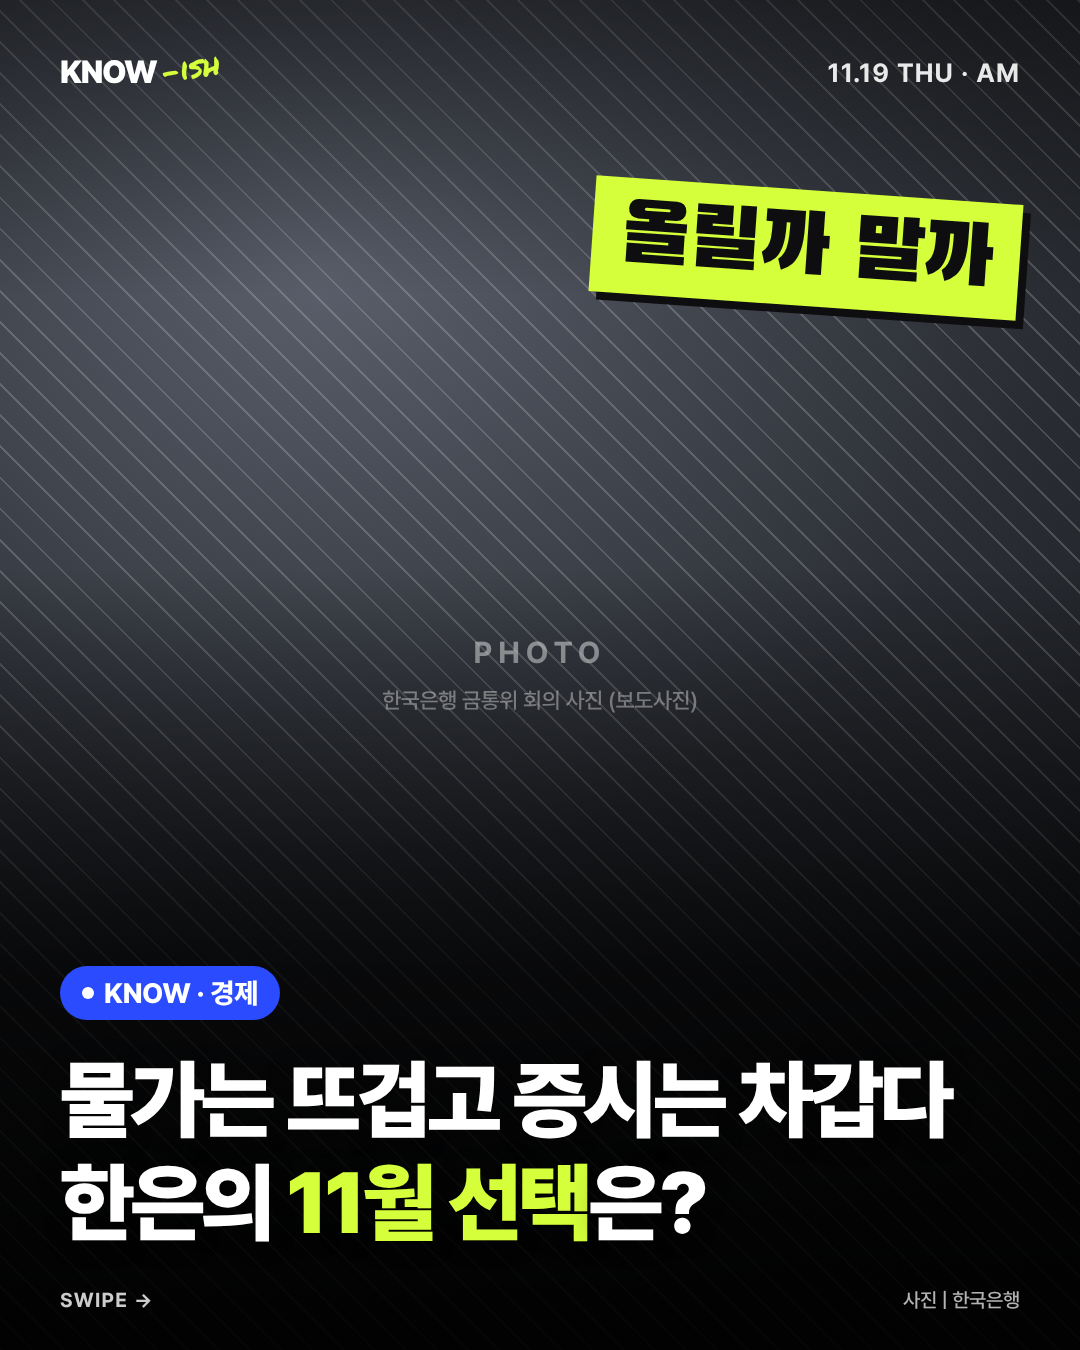 KNOW -ISH
11.19 THU · AM
올릴까 말까
PHOTO
한국은행 금통위 회의 사진 (보도사진)
KNOW · 경제
물가는 뜨겁고 증시는 차갑다
한은의 11월 선택은?
SWIPE →
사진 | 한국은행